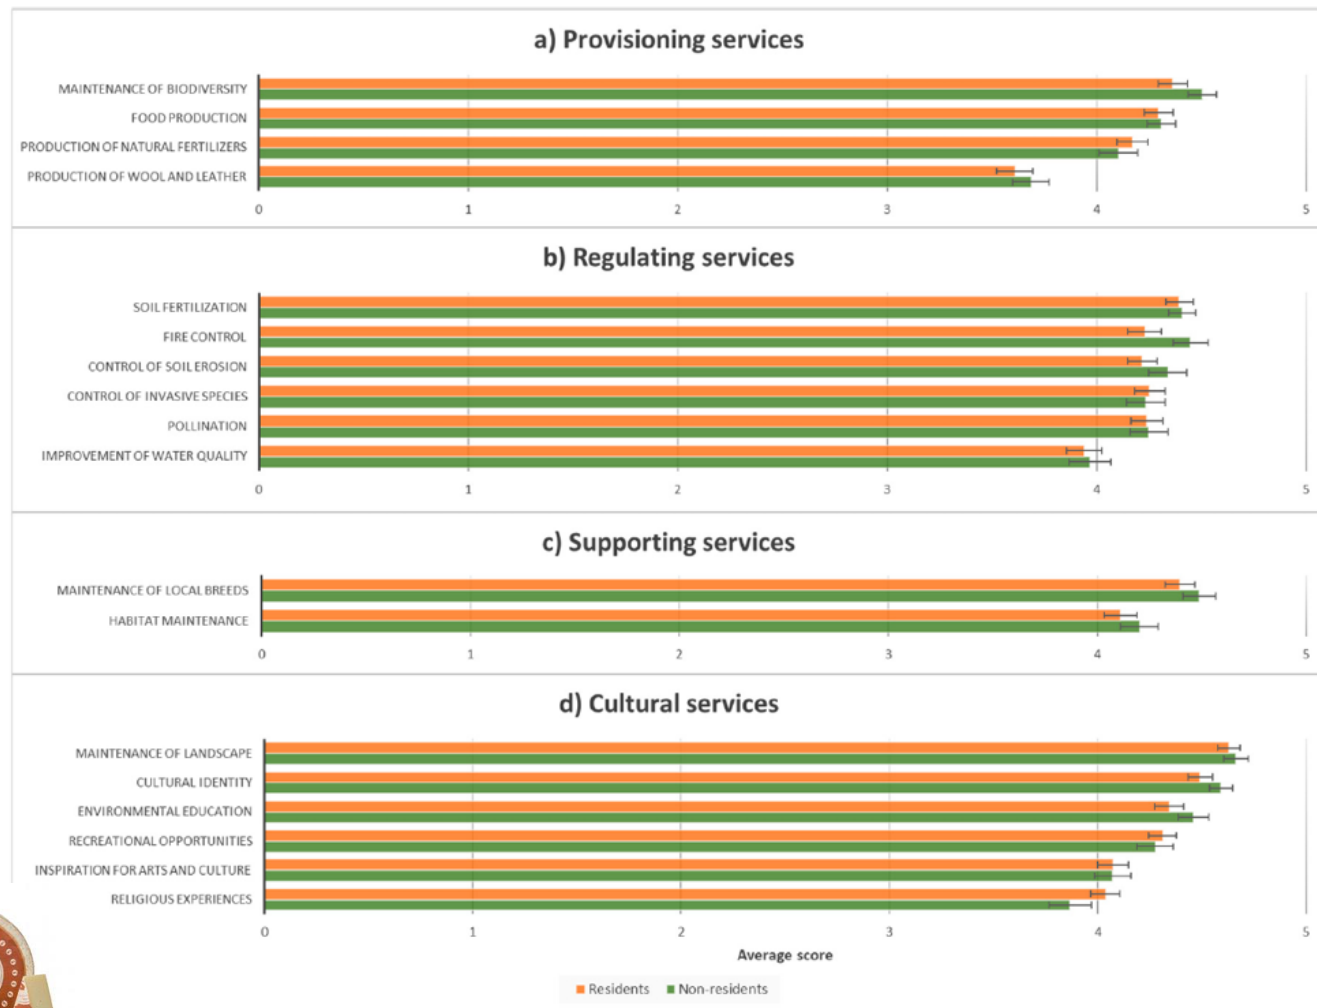 a) Provisioning services
MAINTENANCE OF BIODIVERSITY
FOOD PRODUCTION
PRODUCTION OF NATURAL FERTILIZERS
PRODUCTION OF WOOL AND LEATHER
0 1 2 3 4 5
b) Regulating services
SOIL FERTILIZATION
FIRE CONTROL
CONTROL OF SOIL EROSION
CONTROL OF INVASIVE SPECIES
POLLINATION
IMPROVEMENT OF WATER QUALITY
0 1 2 3 4 5
c) Supporting services
MAINTENANCE OF LOCAL BREEDS
HABITAT MAINTENANCE
0 1 2 3 4 5
d) Cultural services
MAINTENANCE OF LANDSCAPE
CULTURAL IDENTITY
ENVIRONMENTAL EDUCATION
RECREATIONAL OPPORTUNITIES
INSPIRATION FOR ARTS AND CULTURE
RELIGIOUS EXPERIENCES
0 1 2 3 4 5
Average score
Residents Non-residents